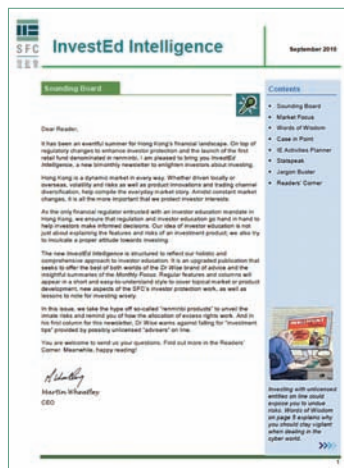 SFC
InvestEd Intelligence
September 2010
Sounding Board
Dear Reader,
It has been an eventful summer for Hong Kong's financial landscape. On top of
regulatory changes to enhance investor protection and the launch of the first
retail fund denominated in renminbi, I am pleased to bring you InvestEd
Intelligence, a new bi-monthly newsletter to enlighten investors about investing.
Hong Kong is a dynamic market in every way. Whether driven locally or
overseas, volatility and risks as well as product innovations and trading channel
diversification, help compile the everyday market story. Amidst constant market
changes, it is all the more important that we protect investor interests.
As the only financial regulator entrusted with an investor education mandate in
Hong Kong, we ensure that regulation and investor education go hand in hand to
help investors make informed decisions. Our idea of investor education is not
just about explaining the features and risks of an investment product; we also try
to inculcate a proper attitude towards investing.
The new InvestEd Intelligence is structured to reflect our holistic and
comprehensive approach to investor education. It is an upgraded publication that
seeks to offer the best of both worlds of the Dr Wise brand of advice and the
insightful summaries of the Monthly Focus. Regular features and columns will
appear in a short and easy-to-understand style to cover topical market or product
development, new aspects of the SFC's investor protection work, as well as
lessons to note for investing wisely.
In this issue, we take the hype off so-called "renminbi products" to unveil the
innate risks and remind you of how the allocation of excess rights work. And in
his first column for this newsletter, Dr Wise warns against falling for "investment
tips" provided by possibly unlicensed "advisers" on line.
You are welcome to send us your questions. Find out more in the Readers'
Corner. Meanwhile, happy reading!
Martin Wheatley
CEO
Contents
• Sounding Board
• Market Focus
• Words of Wisdom
• Case in Point
• IE Activities Planner
• Statspeak
• Jargon Buster
• Readers' Corner
Investing with unlicensed
entities on line could
expose you to undue
risks. Words of Wisdom
on page 5 explains why
you should stay vigilant
when dealing in the
cyber world.
1